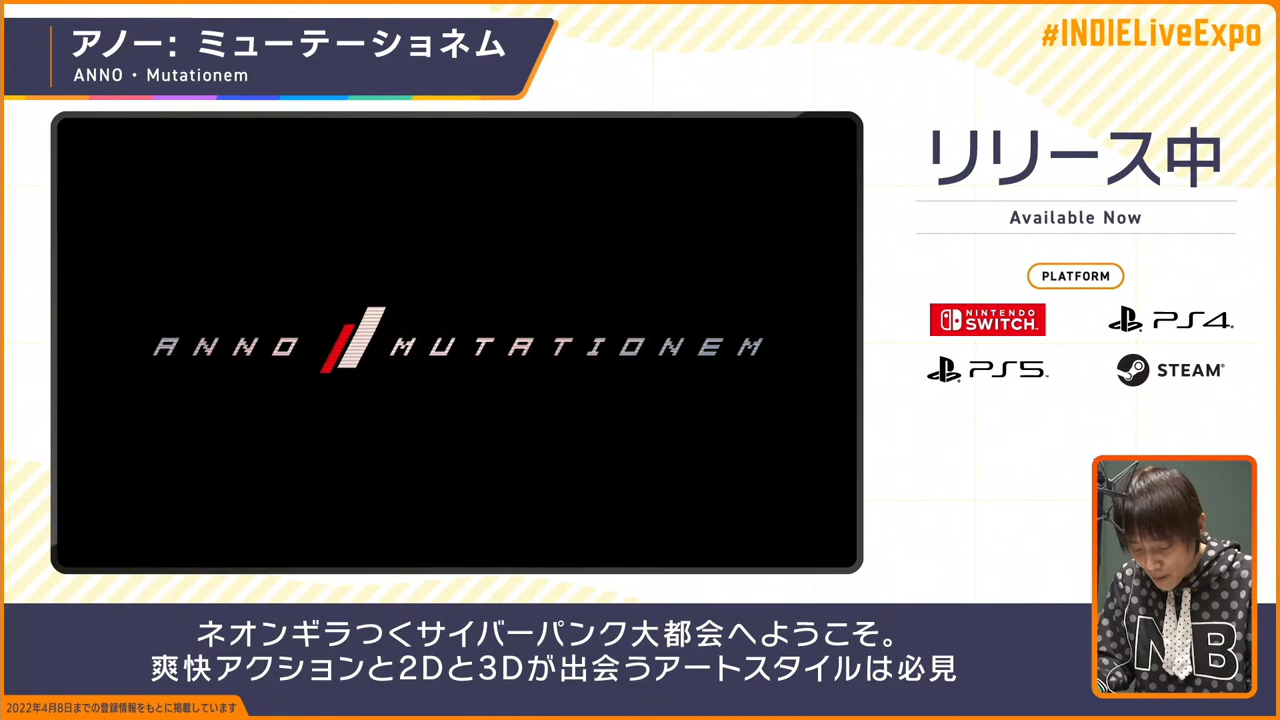 アノー: ミューテーショネム
ANNO・Mutationem
#INDIELiveExpo
リリース中
Available Now
PLATFORM
NINTENDO
SWITCH™
PS4™
PS5™
STEAM®
ANNO MUTATIONEM
NB
ネオンギラつくサイバーパンク大都会へようこそ。
爽快アクションと2Dと3Dが出会うアートスタイルは必見
2022年4月8日までの登録情報をもとに掲載しています